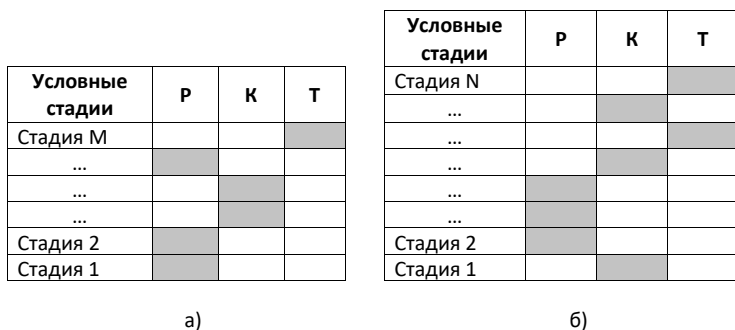 Условные стадии Р К Т
Стадия М
...
...
...
Стадия 2
Стадия 1
а)
Условные стадии Р К Т
Стадия N
...
...
...
...
...
Стадия 2
Стадия 1
б)